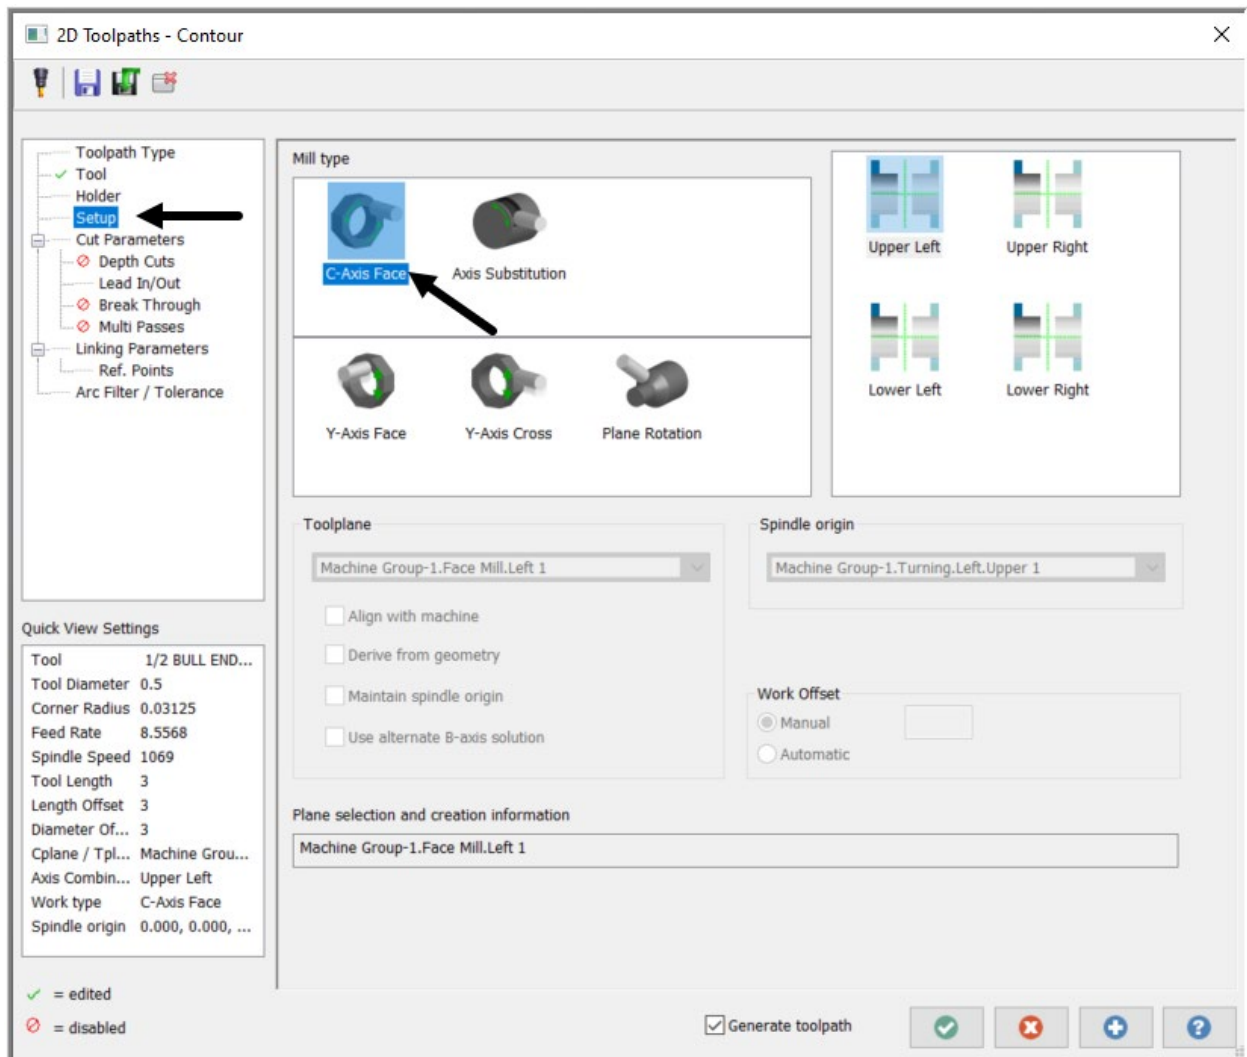 2D Toolpaths - Contour
Toolpath Type
Tool
Holder
Setup
Cut Parameters
Depth Cuts
Lead In/Out
Break Through
Multi Passes
Linking Parameters
Ref. Points
Arc Filter / Tolerance
Mill type
C-Axis Face
Axis Substitution
Y-Axis Face
Y-Axis Cross
Plane Rotation
Upper Left
Upper Right
Lower Left
Lower Right
Toolplane
Machine Group-1.Face Mill.Left 1
Align with machine
Derive from geometry
Maintain spindle origin
Use alternate B-axis solution
Spindle origin
Machine Group-1.Turning.Left.Upper 1
Work Offset
Manual
Automatic
Plane selection and creation information
Machine Group-1.Face Mill.Left 1
Quick View Settings
Tool 1/2 BULL END...
Tool Diameter 0.5
Corner Radius 0.03125
Feed Rate 8.5568
Spindle Speed 1069
Tool Length 3
Length Offset 3
Diameter Of... 3
Cplane / Tpl... Machine Grou...
Axis Combin... Upper Left
Work type C-Axis Face
Spindle origin 0.000, 0.000, ...
= edited
= disabled
Generate toolpath